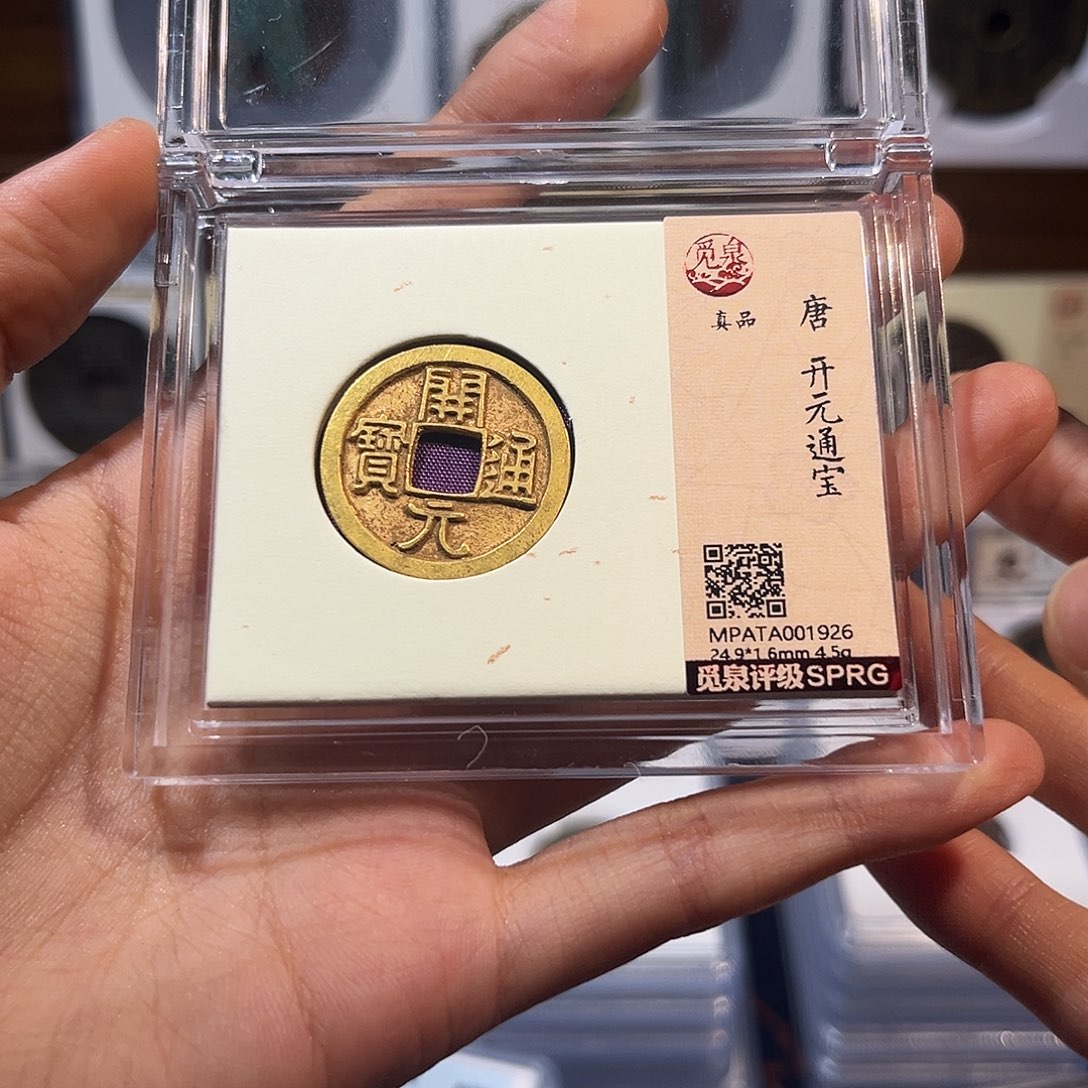 開
通
元
寶
觅泉
真品
唐 开元通宝
MPATA001926
24.9*1.6mm 4.5g
觅泉评级SPRG